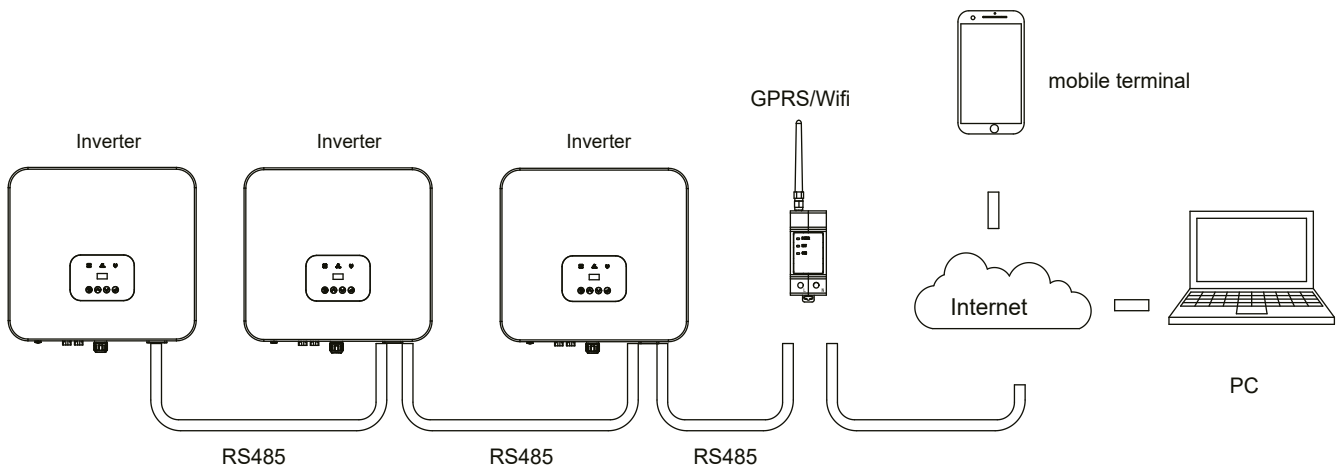 mobile terminal
GPRS/Wifi
Inverter
Inverter
Inverter
Internet
PC
RS485
RS485
RS485